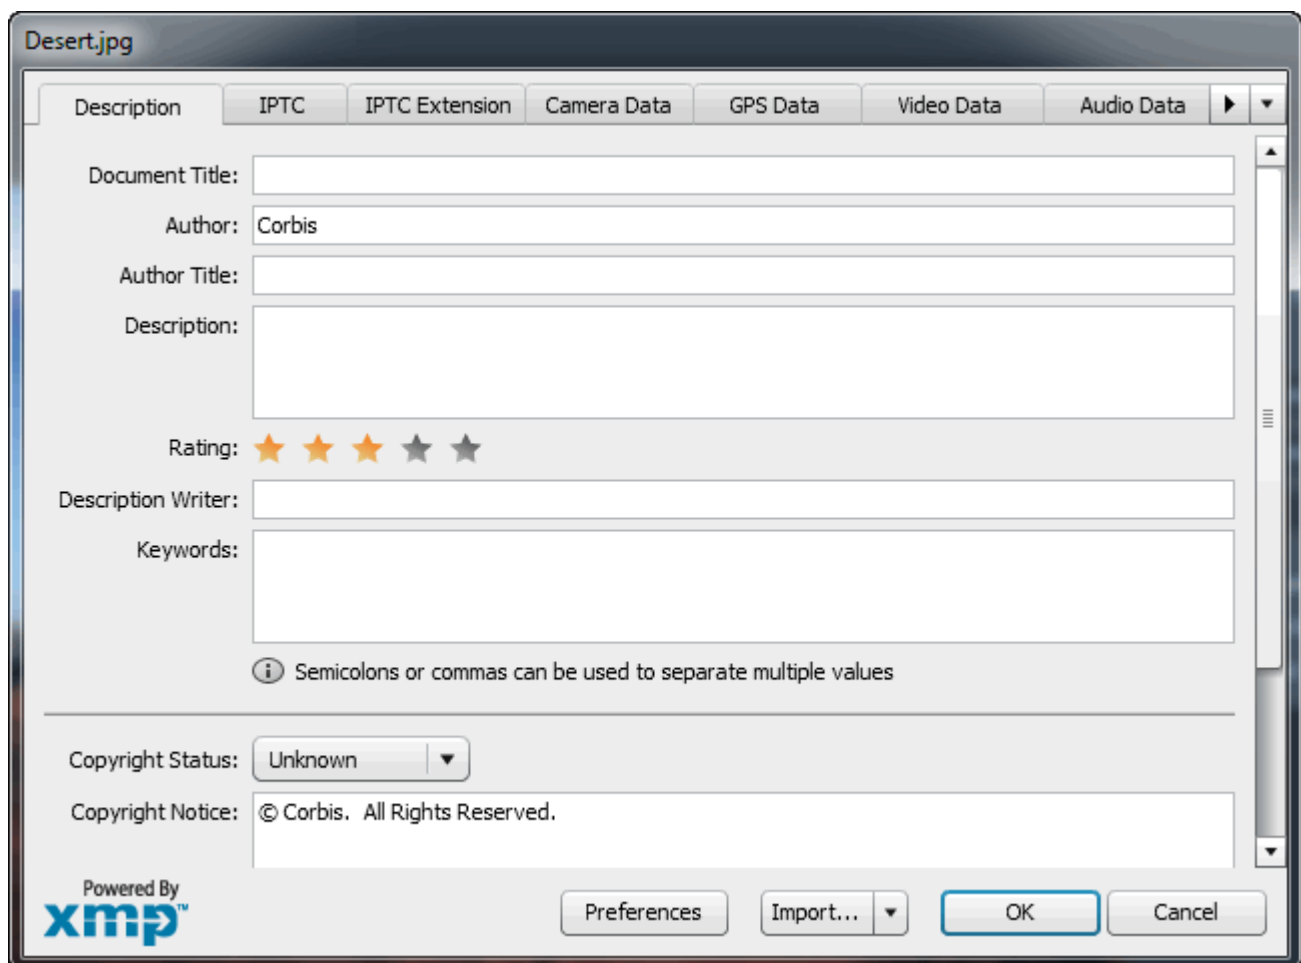 Desert.jpg
Description IPTC IPTC Extension Camera Data GPS Data Video Data Audio Data
Document Title:
Author: Corbis
Author Title:
Description:
Rating:
Description Writer:
Keywords:
Semicolons or commas can be used to separate multiple values
Copyright Status: Unknown
Copyright Notice: © Corbis.  All Rights Reserved.
Powered By
xmp™
Preferences Import... OK Cancel